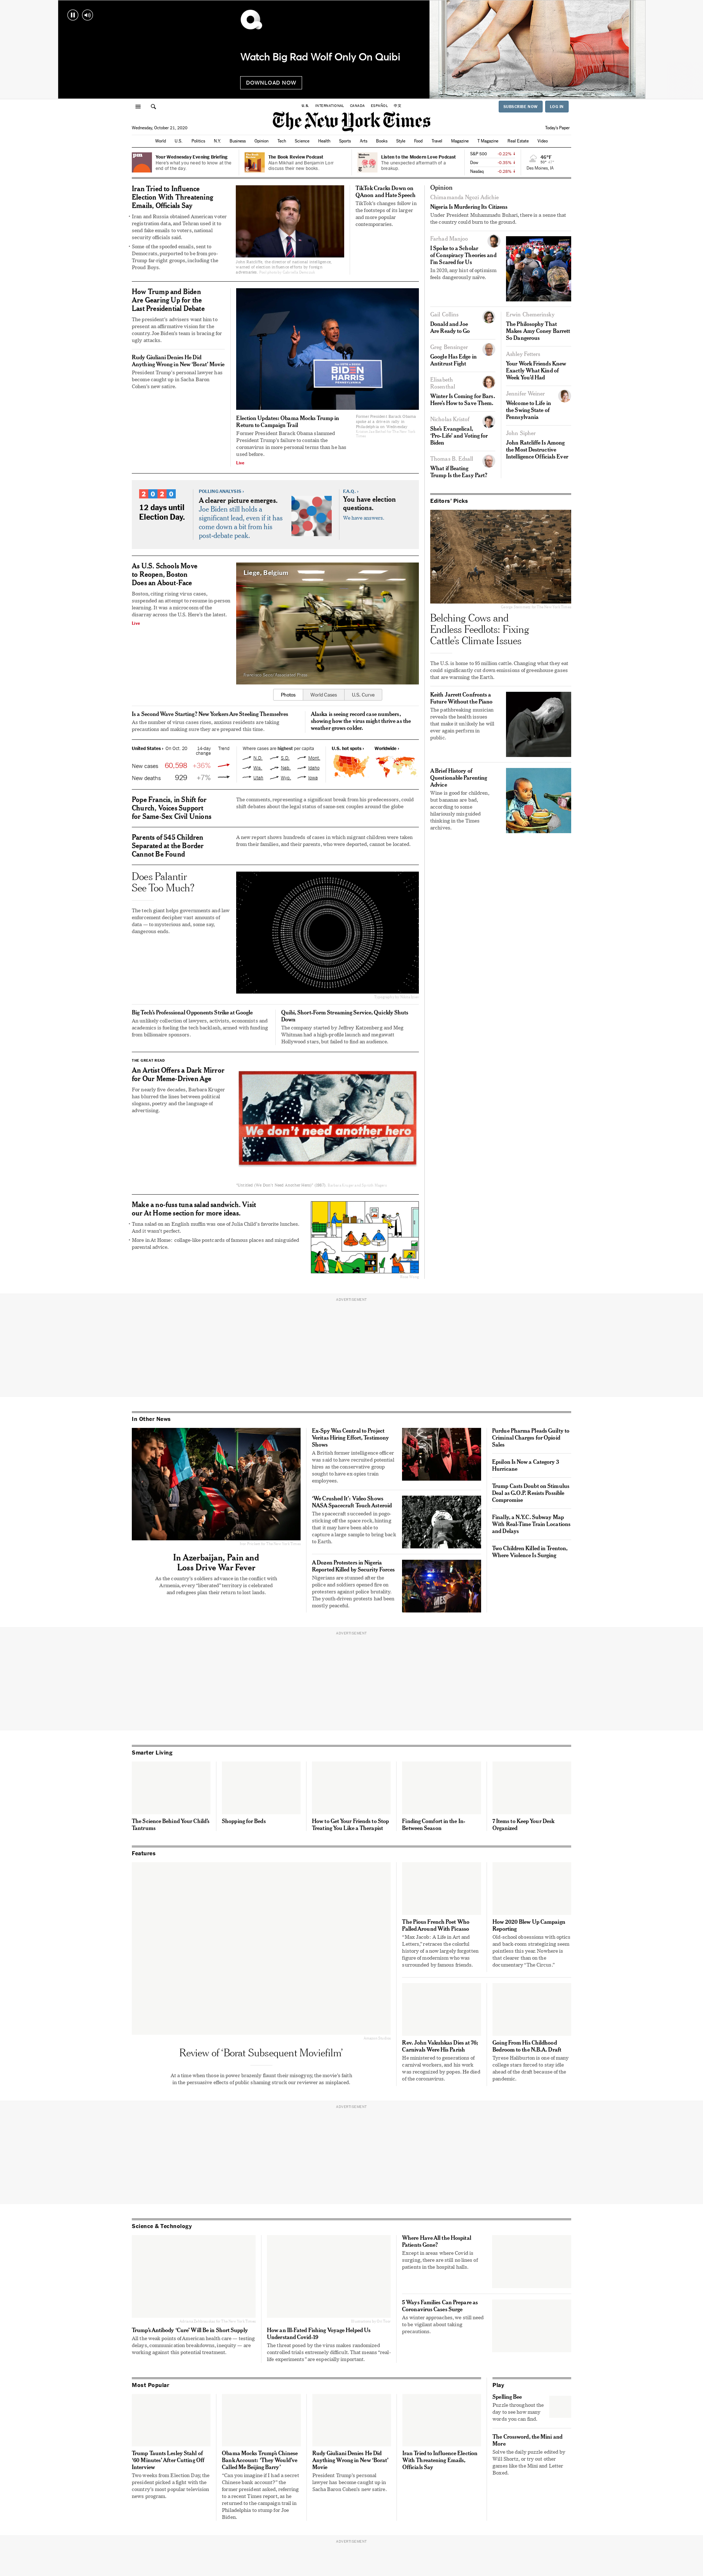 Watch Big Rad Wolf Only On Quibi
DOWNLOAD NOW
INTERNATIONAL
CANADA
ESPAÑOL
中文
SUBSCRIBE NOW
LOG IN
The New York Times
Wednesday, October 21, 2020
Today's Paper
World
U.S.
Politics
N.Y.
Business
Opinion
Tech
Science
Health
Sports
Arts
Books
Style
Food
Travel
Magazine
T Magazine
Real Estate
Video
Your Wednesday Evening Briefing
Here's what you need to know at the
end of the day.
The Book Review Podcast
Listen to the Modern Love Podcast
The unexpected aftermath of a
breakup.
S&P 500
-0.22%
Dow
-0.35%
Nasdaq
-0.28%
46°F
Des Moines, IA
Iran Tried to Influence
Election With Threatening
Emails, Officials Say
Iran and Russia obtained American voter
registration data, and Tehran used it to
send fake emails to voters, national
security officials said.
Some of the spoofed emails, sent to
Democrats, purported to be from pro-
Trump far-right groups, including the
Proud Boys.
TikTok Cracks Down on
QAnon and Hate Speech
TikTok's changes follow in
the footsteps of its larger
and more popular
contemporaries.
How Trump and Biden
Are Gearing Up for the
Last Presidential Debate
The president's advisers want him to
present an affirmative vision for the
country. Joe Biden's team is bracing for
ugly attacks.
Rudy Giuliani Denies He Did
Anything Wrong in New 'Borat' Movie
President Trump's personal lawyer has
become caught up in Sacha Baron
Cohen's new satire.
BIDEN
HARRIS
Election Updates: Obama Mocks Trump in
Return to Campaign Trail
Former President Barack Obama slammed
President Trump's failure to contain the
coronavirus in more personal terms than he has
used before.
Live
2020
12 days until
Election Day.
POLLING ANALYSIS ›
A clearer picture emerges.
Joe Biden still holds a
significant lead, even if it has
come down a bit from his
post-debate peak.
F.A.Q. ›
You have election
questions.
We have answers.
As U.S. Schools Move
to Reopen, Boston
Does an About-Face
Boston, citing rising virus cases,
suspended an attempt to resume in-person
learning. It was a microcosm of the
disarray across the U.S. Here's the latest.
Live
Liège, Belgium
Photos
World Cases
U.S. Curve
Is a Second Wave Starting? New Yorkers Are Steeling Themselves
As the number of virus cases rises, anxious residents are taking
precautions and making sure they are prepared this time.
Alaska is seeing record case numbers,
showing how the virus might thrive as the
weather grows colder.
United States ›
On Oct. 20
14-day
change
Trend
New cases
60,598
+36%
New deaths
929
+7%
Where cases are highest per capita
N.D.
S.D.
Mont.
Wis.
Neb.
Idaho
Utah
Wyo.
Iowa
U.S. hot spots ›
Worldwide ›
Pope Francis, in Shift for
Church, Voices Support
for Same-Sex Civil Unions
The comments, representing a significant break from his predecessors, could
shift debates about the legal status of same-sex couples around the globe
Parents of 545 Children
Separated at the Border
Cannot Be Found
A new report shows hundreds of cases in which migrant children were taken
from their families, and their parents, who were deported, cannot be located.
Does Palantir
See Too Much?
The tech giant helps governments and law
enforcement decipher vast amounts of
data — to mysterious and, some say,
dangerous ends.
Big Tech's Professional Opponents Strike at Google
An unlikely collection of lawyers, activists, economists and
academics is fueling the tech backlash, armed with funding
from billionaire sponsors.
Quibi, Short-Form Streaming Service, Quickly Shuts
Down
The company started by Jeffrey Katzenberg and Meg
Whitman had a high-profile launch and megawatt
Hollywood stars, but failed to find an audience.
THE GREAT READ
An Artist Offers a Dark Mirror
for Our Meme-Driven Age
For nearly five decades, Barbara Kruger
has blurred the lines between political
slogans, poetry and the language of
advertising.
We don't need another hero
Make a no-fuss tuna salad sandwich. Visit
our At Home section for more ideas.
Tuna salad on an English muffin was one of Julia Child's favorite lunches.
And it wasn't perfect.
More in At Home: collage-like postcards of famous places and misguided
parental advice.
Opinion
Chimamanda Ngozi Adichie
Nigeria Is Murdering Its Citizens
Under President Muhammadu Buhari, there is a sense that
the country could burn to the ground.
Farhad Manjoo
I Spoke to a Scholar
of Conspiracy Theories and
I'm Scared for Us
In 2020, any hint of optimism
feels dangerously naïve.
Gail Collins
Donald and Joe
Are Ready to Go
Greg Bensinger
Google Has Edge in
Antitrust Fight
Elisabeth
Rosenthal
Winter Is Coming for Bars.
Here's How to Save Them.
Nicholas Kristof
She's Evangelical,
'Pro-Life' and Voting for
Biden
Thomas B. Edsall
What if Beating
Trump Is the Easy Part?
Erwin Chemerinsky
The Philosophy That
Makes Amy Coney Barrett
So Dangerous
Ashley Fetters
Your Work Friends Knew
Exactly What Kind of
Week You'd Had
Jennifer Weiner
Welcome to Life in
the Swing State of
Pennsylvania
John Sipher
John Ratcliffe Is Among
the Most Destructive
Intelligence Officials Ever
Editors' Picks
Belching Cows and
Endless Feedlots: Fixing
Cattle's Climate Issues
The U.S. is home to 95 million cattle. Changing what they eat
could significantly cut down on emissions of greenhouse gases
that are warming the Earth.
Keith Jarrett Confronts a
Future Without the Piano
The pathbreaking musician
reveals the health issues
that make it unlikely he will
ever again perform in
public.
A Brief History of
Questionable Parenting
Advice
Wine is good for children,
but bananas are bad,
according to some
hilariously misguided
thinking in the Times
archives.
ADVERTISEMENT
In Other News
In Azerbaijan, Pain and
Loss Drive War Fever
As the country's soldiers advance in the conflict with
Armenia, every "liberated" territory is celebrated
and refugees plan their return to lost lands.
Ex-Spy Was Central to Project
Veritas Hiring Effort, Testimony
Shows
A British former intelligence officer
was said to have recruited potential
hires as the conservative group
sought to have ex-spies train
employees.
'We Crushed It': Video Shows
NASA Spacecraft Touch Asteroid
The spacecraft succeeded in pogo-
sticking off the space rock, hinting
that it may have been able to
capture a large sample to bring back
to Earth.
A Dozen Protesters in Nigeria
Reported Killed by Security Forces
Nigerians are stunned after the
police and soldiers opened fire on
protesters against police brutality.
The youth-driven protests had been
mostly peaceful.
Purdue Pharma Pleads Guilty to
Criminal Charges for Opioid
Sales
Epsilon Is Now a Category 3
Hurricane
Trump Casts Doubt on Stimulus
Deal as G.O.P. Resists Possible
Compromise
Finally, a N.Y.C. Subway Map
With Real-Time Train Locations
and Delays
Two Children Killed in Trenton,
Where Violence Is Surging
ADVERTISEMENT
Smarter Living
The Science Behind Your Child's
Tantrums
Shopping for Beds
How to Get Your Friends to Stop
Treating You Like a Therapist
Finding Comfort in the In-
Between Season
7 Items to Keep Your Desk
Organized
Features
Review of 'Borat Subsequent Moviefilm'
At a time when those in power brazenly flaunt their misogyny, the movie's faith
in the persuasive effects of public shaming struck our reviewer as misplaced.
The Pious French Poet Who
Palled Around With Picasso
"Max Jacob: A Life in Art and
Letters," retraces the colorful
history of a now largely forgotten
figure of modernism who was
surrounded by famous friends.
How 2020 Blew Up Campaign
Reporting
Old-school obsessions with optics
and back-room strategizing seem
pointless this year. Nowhere is
that clearer than on the
documentary "The Circus."
Rev. John Vakulskas Dies at 76;
Carnivals Were His Parish
He ministered to generations of
carnival workers, and his work
was recognized by popes. He died
of the coronavirus.
Going From His Childhood
Bedroom to the N.B.A. Draft
Tyrese Haliburton is one of many
college stars forced to stay idle
ahead of the draft because of the
pandemic.
ADVERTISEMENT
Science & Technology
Trump's Antibody 'Cure' Will Be in Short Supply
All the weak points of American health care — testing
delays, communication breakdowns, inequity — are
working against this potential treatment.
How an Ill-Fated Fishing Voyage Helped Us
Understand Covid-19
The threat posed by the virus makes randomized
controlled trials extremely difficult. That means "real-
life experiments" are especially important.
Where Have All the Hospital
Patients Gone?
Except in areas where Covid is
surging, there are still no lines of
patients in the hospital halls.
5 Ways Families Can Prepare as
Coronavirus Cases Surge
As winter approaches, we still need
to be vigilant about taking
precautions.
Most Popular
Trump Taunts Lesley Stahl of
'60 Minutes' After Cutting Off
Interview
Two weeks from Election Day, the
president picked a fight with the
country's most popular television
news program.
Obama Mocks Trump's Chinese
Bank Account: 'They Would've
Called Me Beijing Barry'
"Can you imagine if I had a secret
Chinese bank account?" the
former president asked, referring
to a recent Times report, as he
returned to the campaign trail in
Philadelphia to stump for Joe
Biden.
Rudy Giuliani Denies He Did
Anything Wrong in New 'Borat'
Movie
President Trump's personal
lawyer has become caught up in
Sacha Baron Cohen's new satire.
Iran Tried to Influence Election
With Threatening Emails,
Officials Say
Play
Spelling Bee
Puzzle throughout the
day to see how many
words you can find.
The Crossword, the Mini and
More
Solve the daily puzzle edited by
Will Shortz, or try out other
games like the Mini and Letter
Boxed.
ADVERTISEMENT